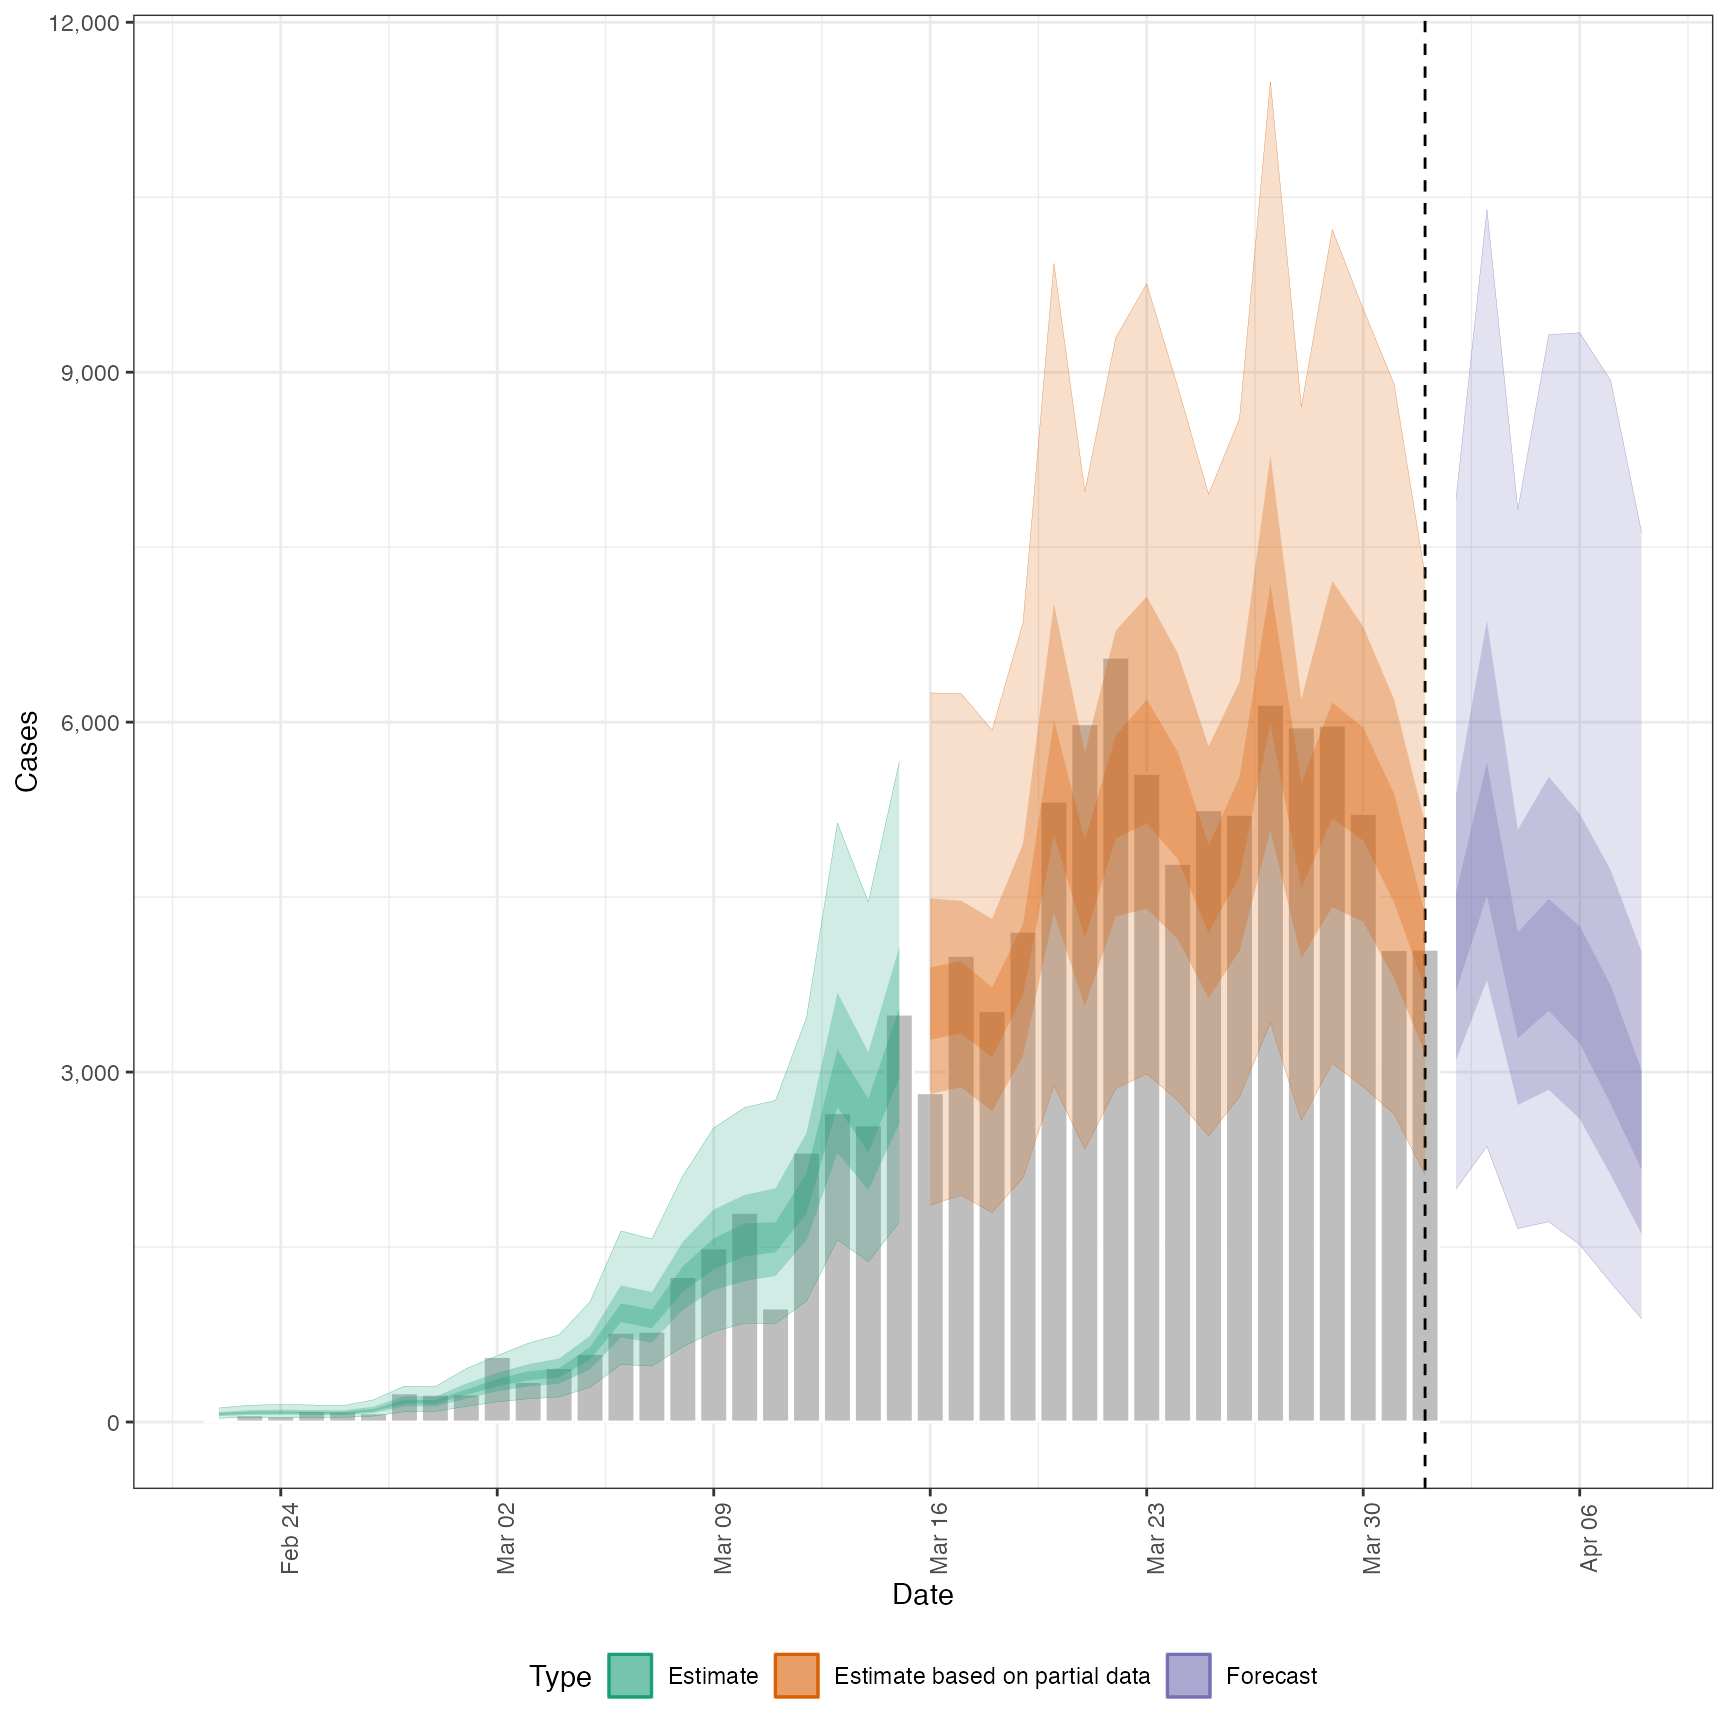 12,000
9,000
6,000
3,000
0
Cases
Feb 24
Mar 02
Mar 09
Mar 16
Mar 23
Mar 30
Apr 06
Date
Type Estimate Estimate based on partial data Forecast